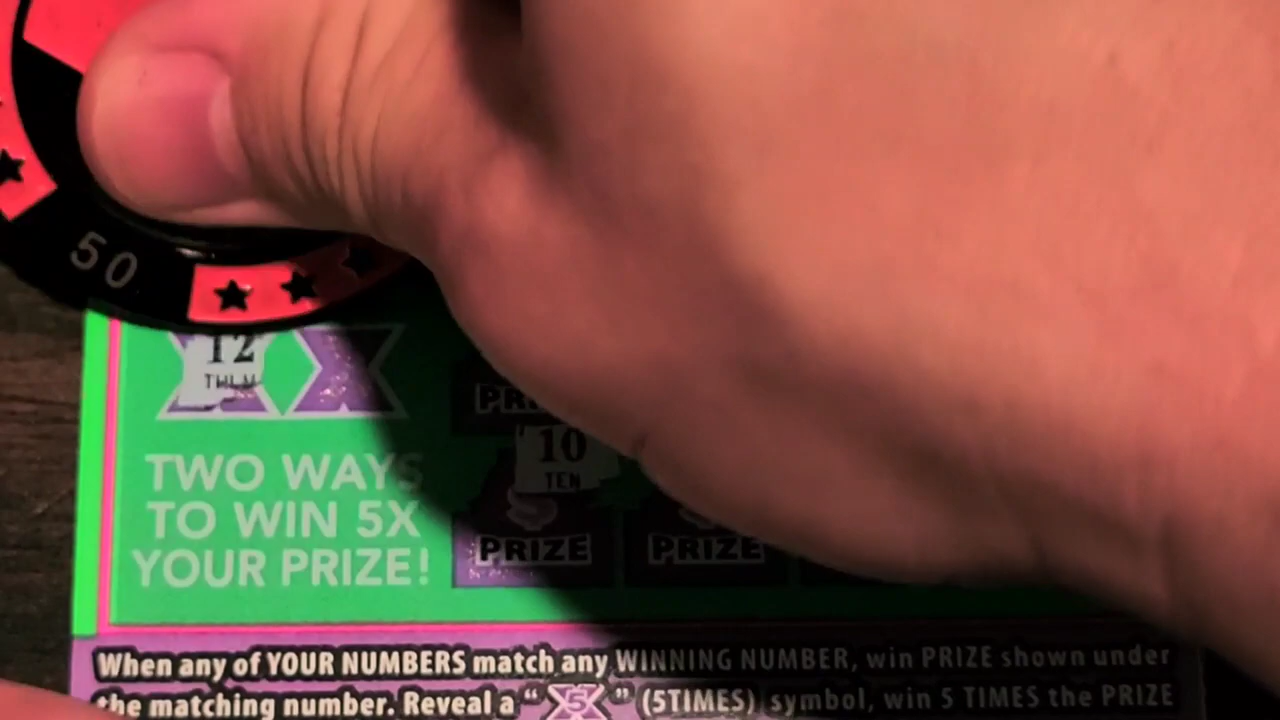 50
12
10
TEN
TWO WAYS
TO WIN 5X
YOUR PRIZE!
PRIZE PRIZE
When any of YOUR NUMBERS match any WINNING NUMBER, win PRIZE shown under
the matching number. Reveal a "5" (5TIMES) symbol, win 5 TIMES the PRIZE